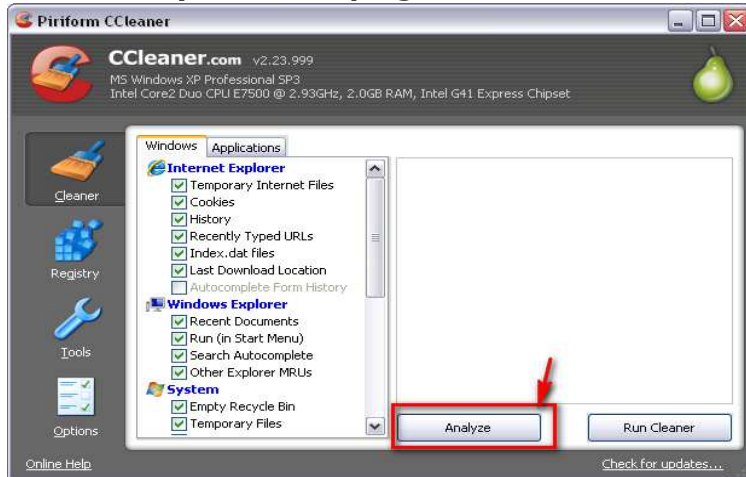 Piriform CCleaner
CCleaner.com v2.23.999
MS Windows XP Professional SP3
Intel Core2 Duo CPU E7500 @ 2.93GHz, 2.0GB RAM, Intel G41 Express Chipset
Cleaner
Registry
Tools
Options
Windows Applications
Internet Explorer
Temporary Internet Files
Cookies
History
Recently Typed URLs
Index.dat files
Last Download Location
Autocomplete Form History
Windows Explorer
Recent Documents
Run (in Start Menu)
Search Autocomplete
Other Explorer MRUs
System
Empty Recycle Bin
Temporary Files
Analyze Run Cleaner
Online Help Check for updates...